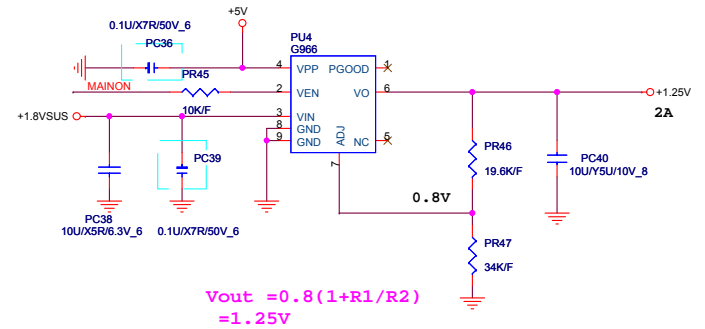 +5V
0.1U/X7R/50V_6
PC36
PU4
G966
4 VPP PGOOD 1
MAINON
PR45
2 VEN VO 6
+1.25V
10K/F
2A
+1.8VSUS
3 VIN
8 GND
9 GND ADJ NC 5
7
PR46
19.6K/F
PC40
10U/Y5U/10V_8
PC39
0.8V
PC38
10U/X5R/6.3V_6
0.1U/X7R/50V_6
PR47
34K/F
Vout =0.8(1+R1/R2)
=1.25V